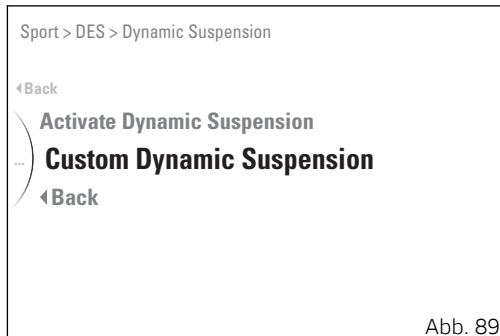 Sport > DES > Dynamic Suspension
Back
Activate Dynamic Suspension
...
Custom Dynamic Suspension
Back
Abb. 89